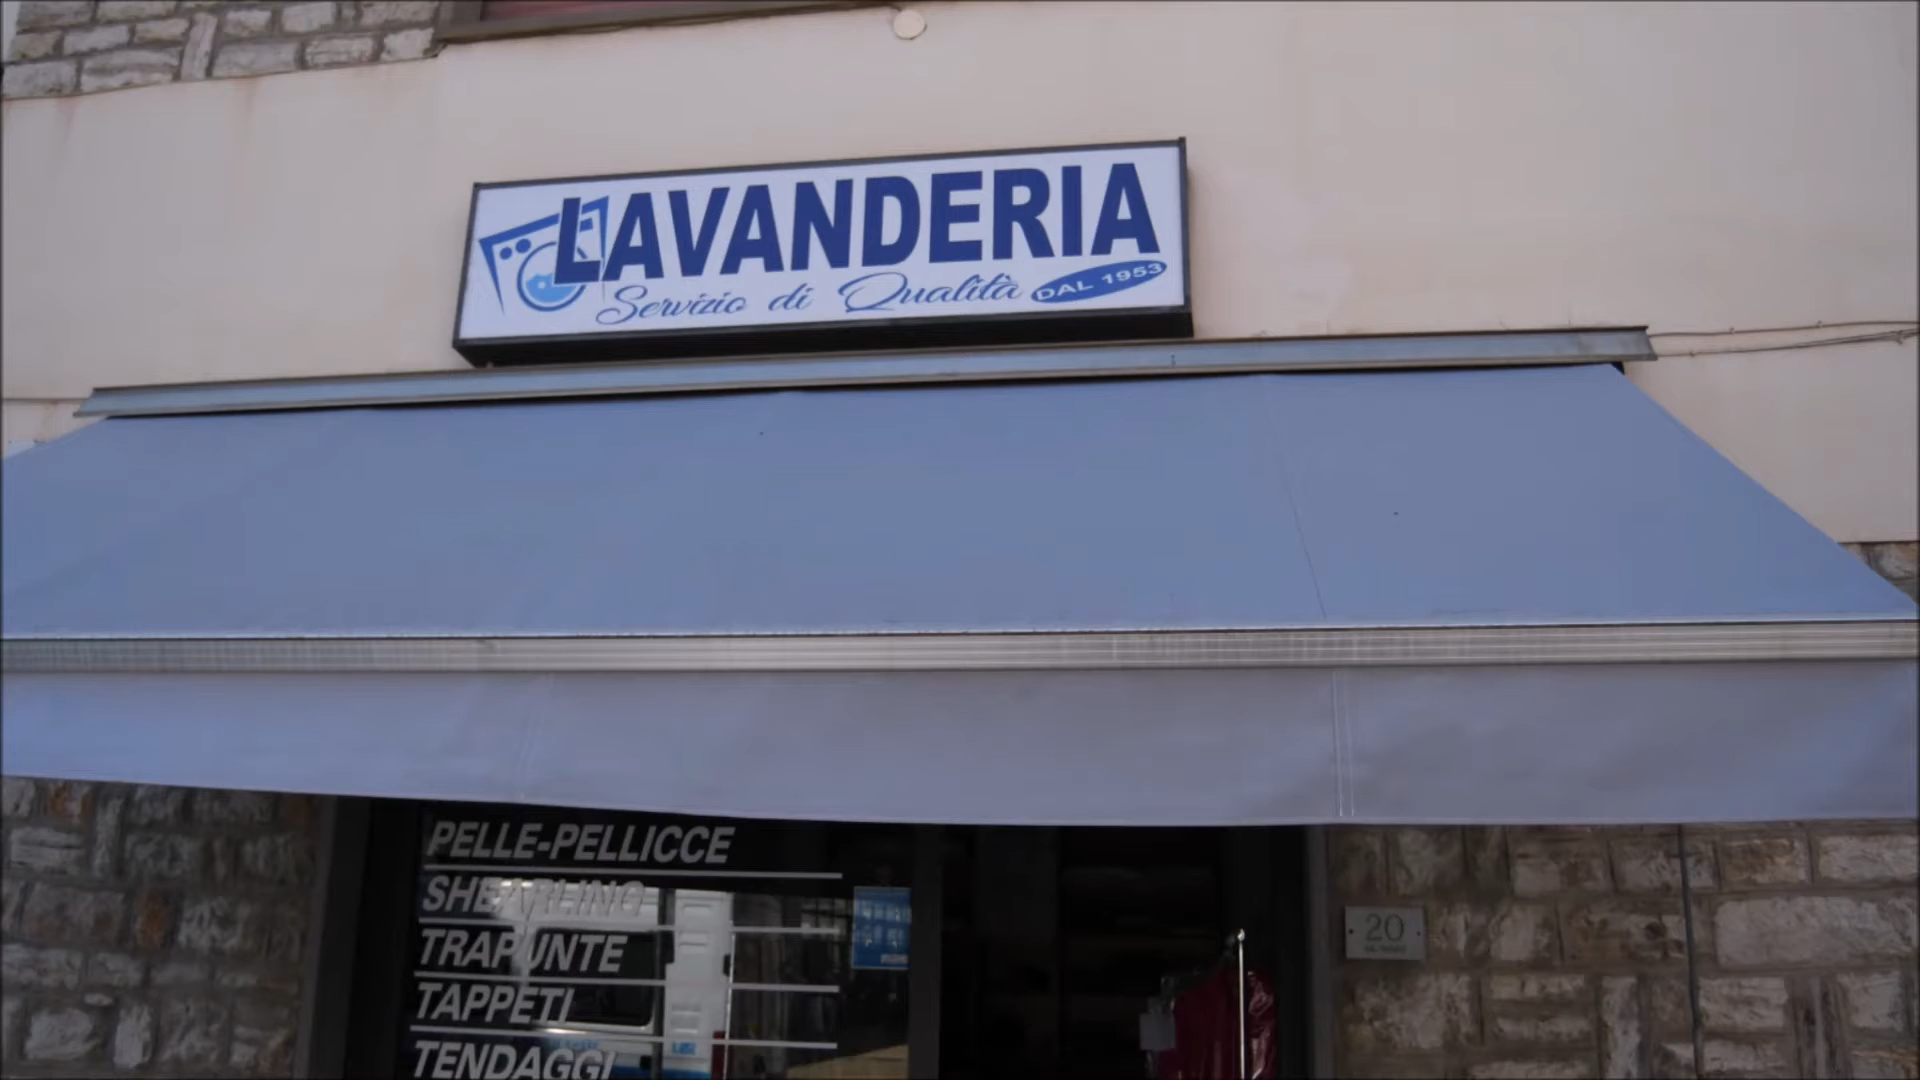 LAVANDERIA
Servizio di Qualità DAL 1953
PELLE-PELLICCE
SHEARLING
TRAPUNTE
TAPPETI
TENDAGGI
20